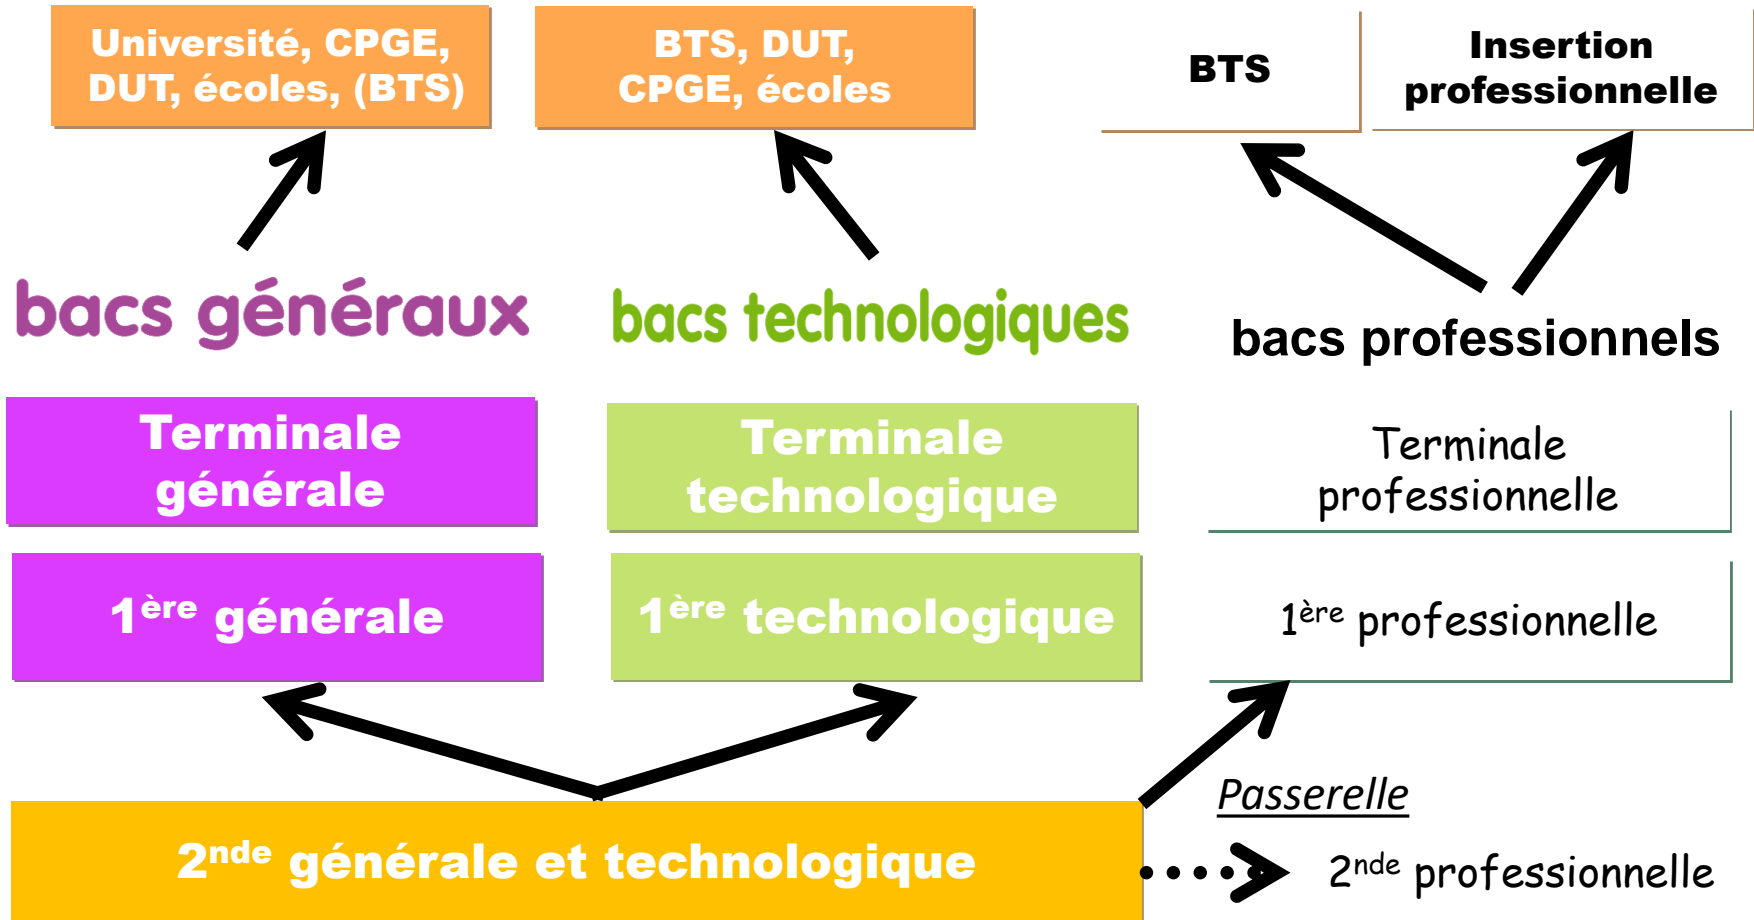 Université, CPGE,
DUT, écoles, (BTS)
BTS, DUT,
CPGE, écoles
BTS
Insertion
professionnelle
bacs généraux
bacs technologiques
bacs professionnels
Terminale
générale
Terminale
technologique
Terminale
professionnelle
1ère générale
1ère technologique
1ère professionnelle
Passerelle
2nde générale et technologique
2nde professionnelle